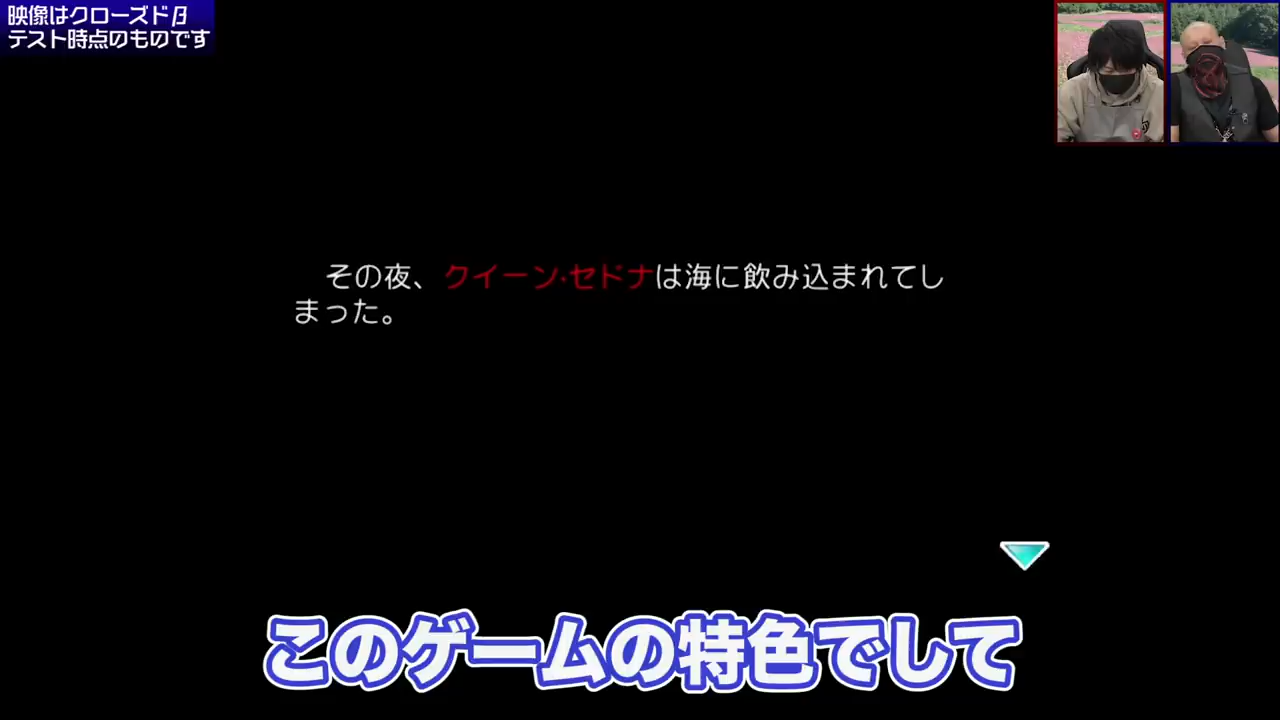 映像はクローズドβ
テスト時点のものです
その夜、クイーン・セドナは海に飲み込まれてし
まった。
このゲームの特色でして